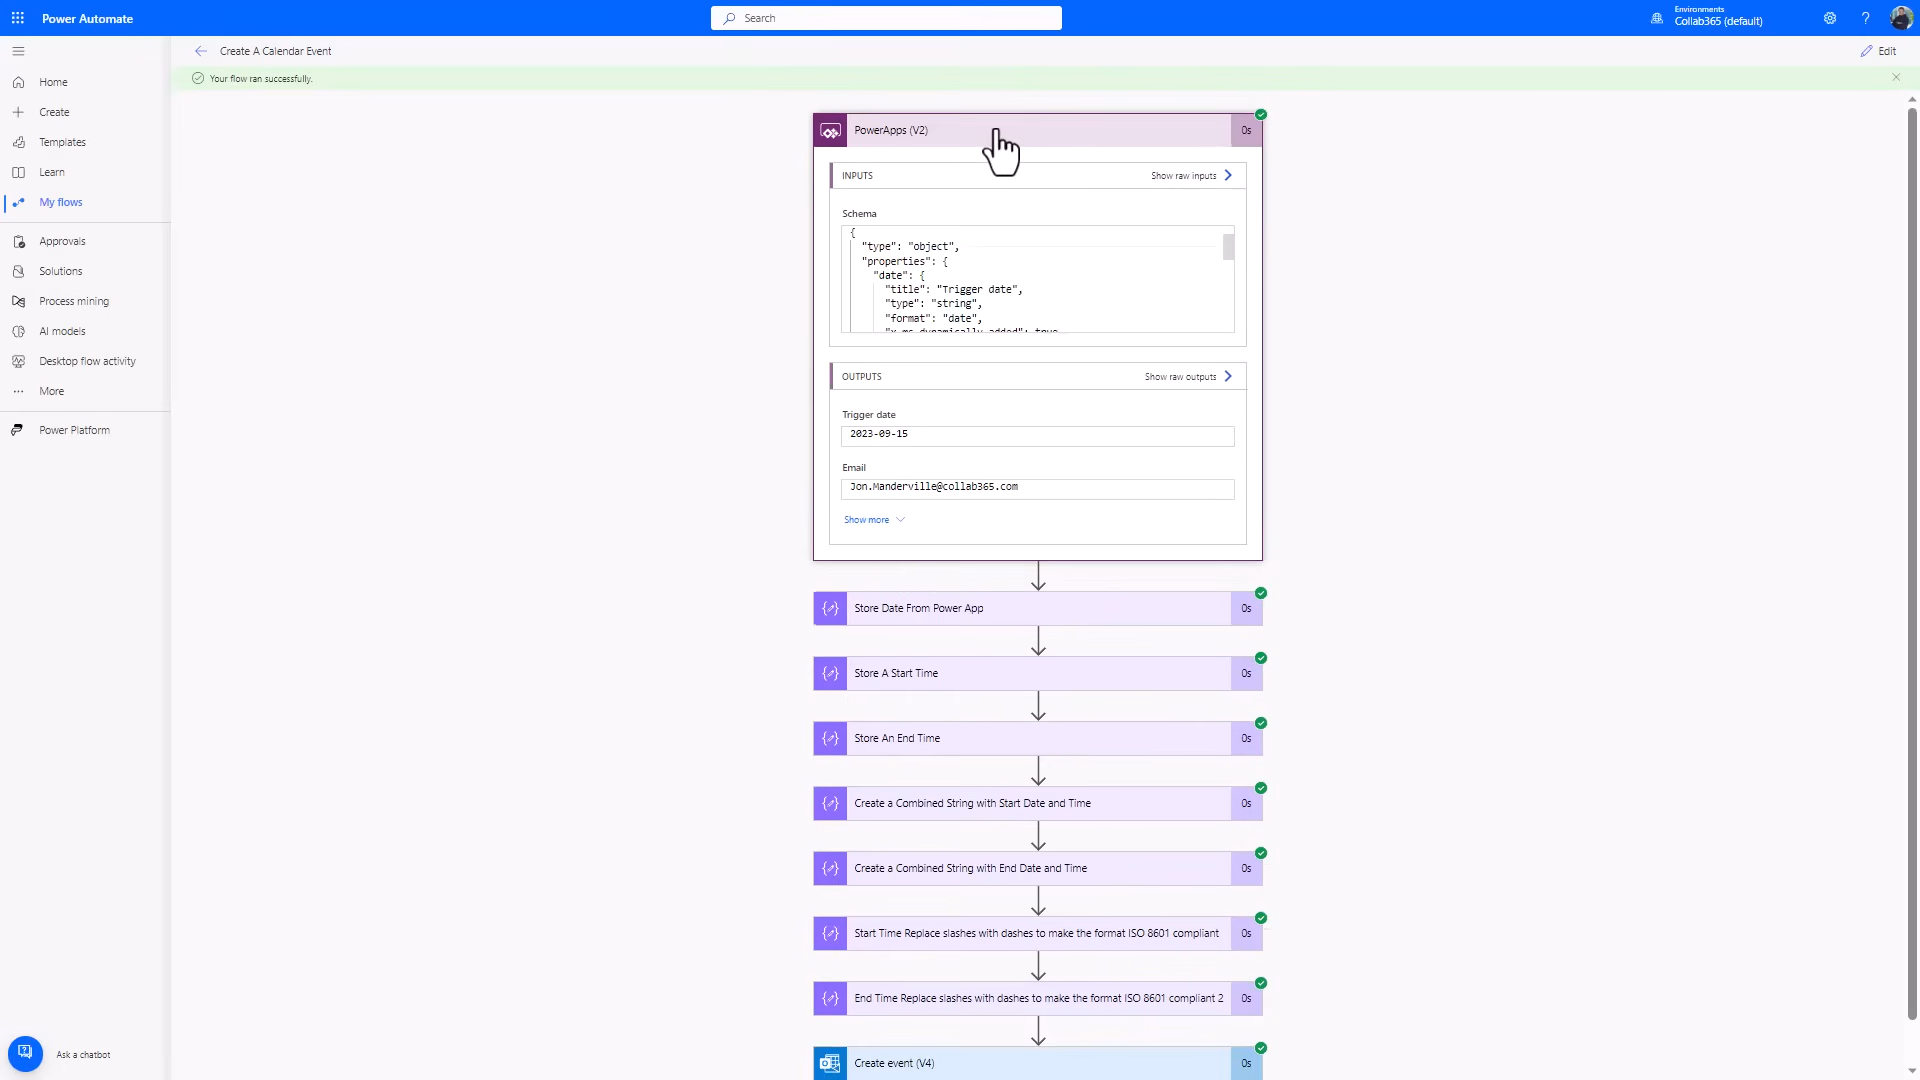 Power Automate
Search
Environments
Collab365 (default)
Create A Calendar Event
Edit
Your flow ran successfully.
Home
Create
Templates
Learn
My flows
Approvals
Solutions
Process mining
AI models
Desktop flow activity
More
Power Platform
Ask a chatbot
PowerApps (V2)
0s
INPUTS
Show raw inputs
Schema
{
"type": "object",
"properties": {
"date": {
"title": "Trigger date",
"type": "string",
"format": "date",
"x-ms-dynamically-added": true
OUTPUTS
Show raw outputs
Trigger date
2023-09-15
Email
Jon.Manderville@collab365.com
Show more
Store Date From Power App
0s
Store A Start Time
0s
Store An End Time
0s
Create a Combined String with Start Date and Time
0s
Create a Combined String with End Date and Time
0s
Start Time Replace slashes with dashes to make the format ISO 8601 compliant
0s
End Time Replace slashes with dashes to make the format ISO 8601 compliant 2
0s
Create event (V4)
0s